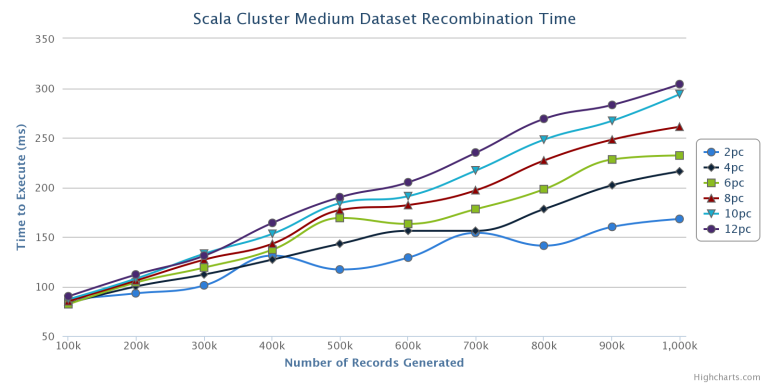 Scala Cluster Medium Dataset Recombination Time
Time to Execute (ms)
350
300
250
200
150
100
50
100k 200k 300k 400k 500k 600k 700k 800k 900k 1,000k
Number of Records Generated
2pc
4pc
6pc
8pc
10pc
12pc
Highcharts.com